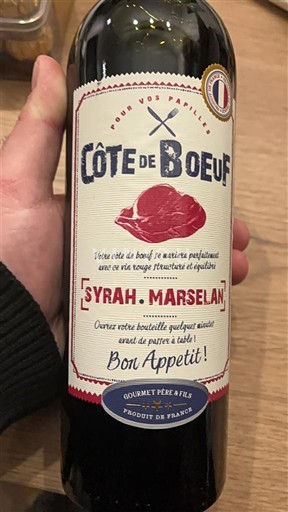 POUR VOS PAPILLES
CÔTE DE BOEUF
Votre côte de bœuf se mariera parfaitement
avec ce vin rouge structuré et équilibré
SYRAH . MARSELAN
Ouvrez votre bouteille quelques minutes
avant de passer à table !
Bon Appetit !
GOURMET PÈRE & FILS
PRODUIT DE FRANCE